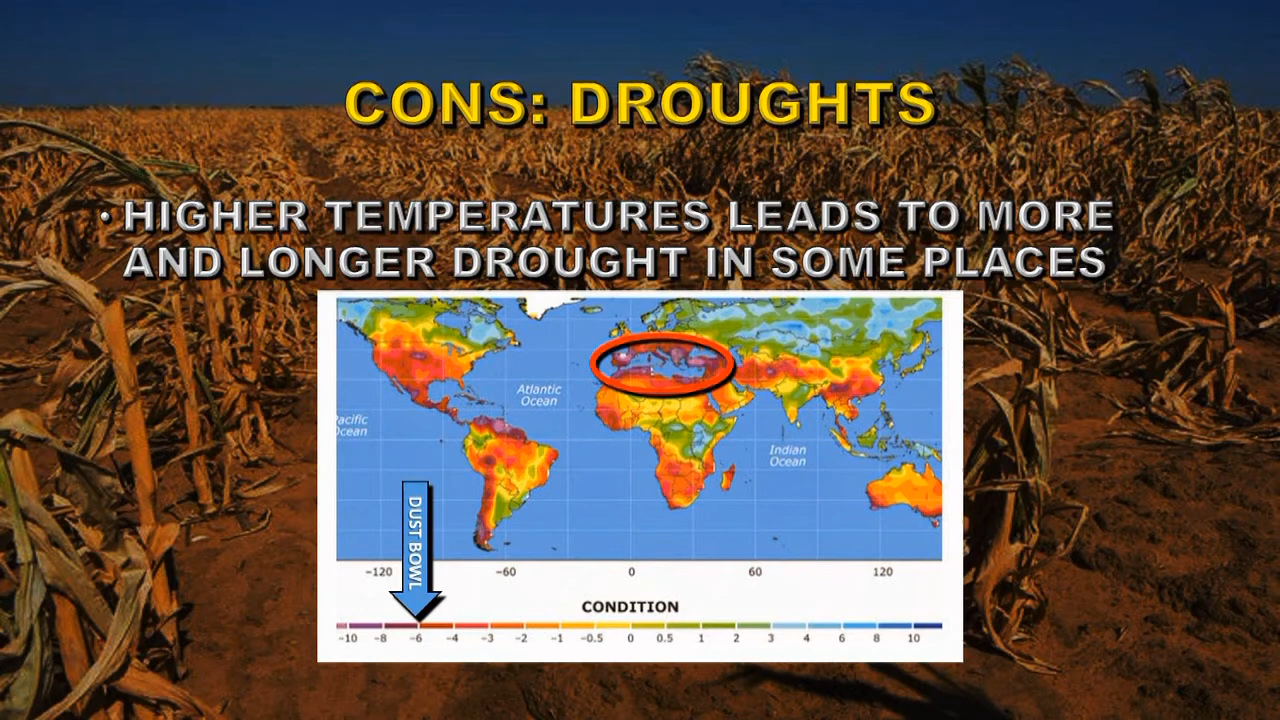 CONS: DROUGHTS
• HIGHER TEMPERATURES LEADS TO MORE
AND LONGER DROUGHT IN SOME PLACES
Atlantic
Ocean
Pacific
Ocean
Indian
Ocean
DUST BOWL
−120 −60 0 60 120
CONDITION
−10 −8 −6 −4 −3 −2 −1 −0.5 0 0.5 1 2 3 4 6 8 10